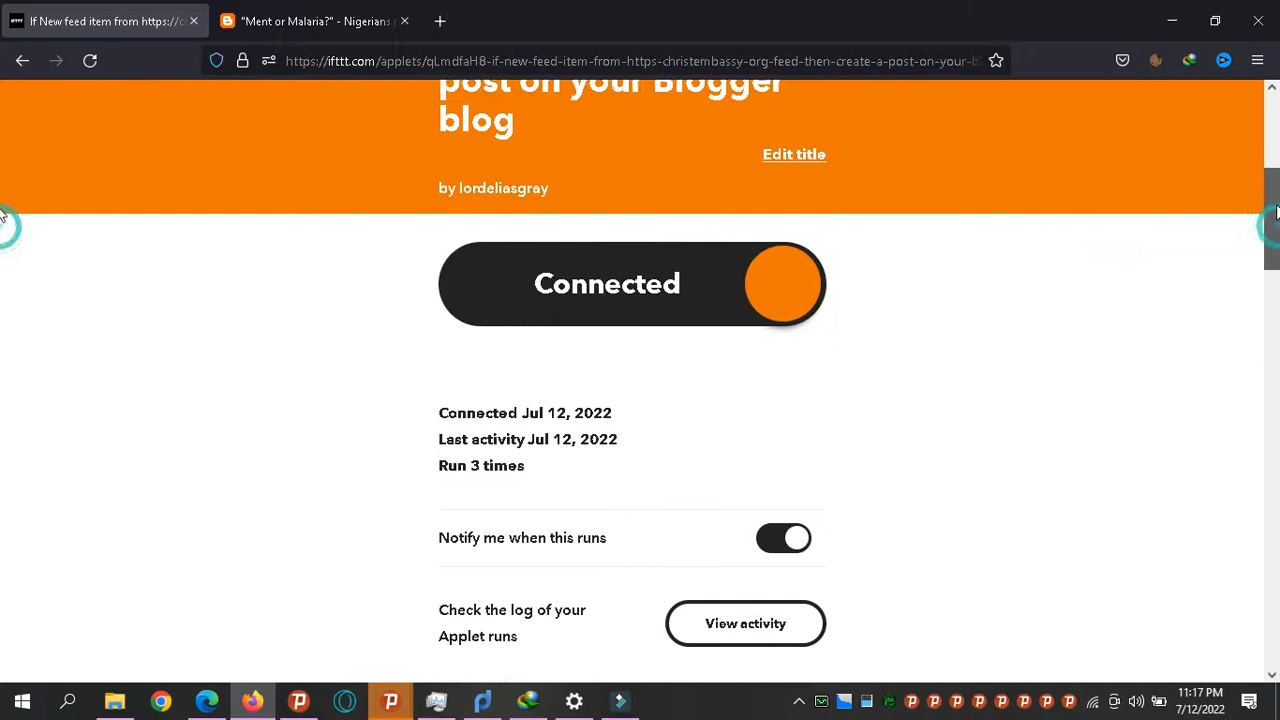 IFTTT
If New feed item from https://c
"Ment or Malaria?" - Nigerians
https://ifttt.com/applets/qLmdfaH8-if-new-feed-item-from-https-christembassy-org-feed-then-create-a-post-on-your-b
post on your Blogger
blog
Edit title
by lordeliasgray
Connected
Connected Jul 12, 2022
Last activity Jul 12, 2022
Run 3 times
Notify me when this runs
Check the log of your
Applet runs
View activity
11:17 PM
7/12/2022